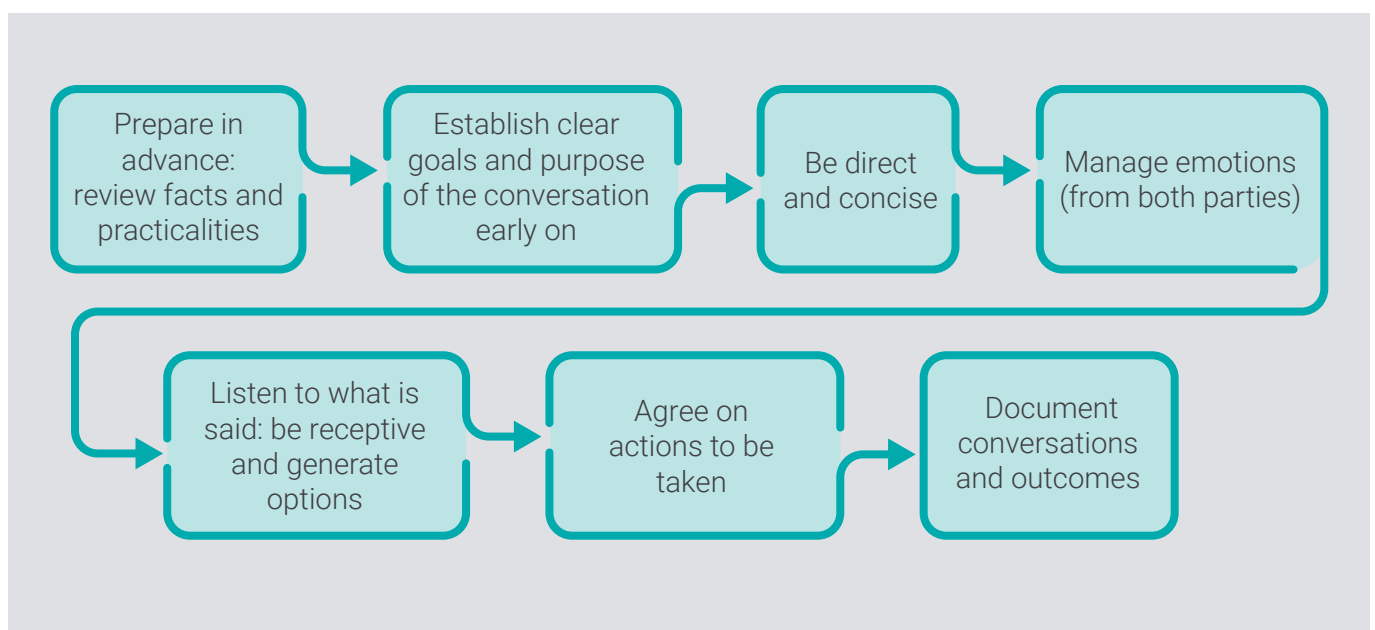 Prepare in
advance:
review facts and
practicalities
Establish clear
goals and purpose
of the conversation
early on
Be direct
and concise
Manage emotions
(from both parties)
Listen to what is
said: be receptive
and generate
options
Agree on
actions to be
taken
Document
conversations
and outcomes